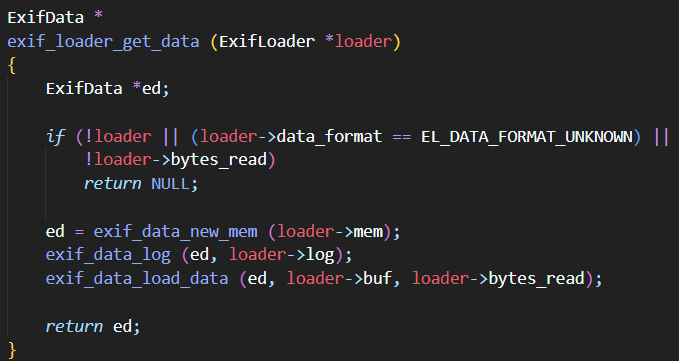 ExifData *
exif_loader_get_data (ExifLoader *loader)
{
ExifData *ed;
if (!loader || (loader->data_format == EL_DATA_FORMAT_UNKNOWN) ||
!loader->bytes_read)
return NULL;
ed = exif_data_new_mem (loader->mem);
exif_data_log (ed, loader->log);
exif_data_load_data (ed, loader->buf, loader->bytes_read);
return ed;
}